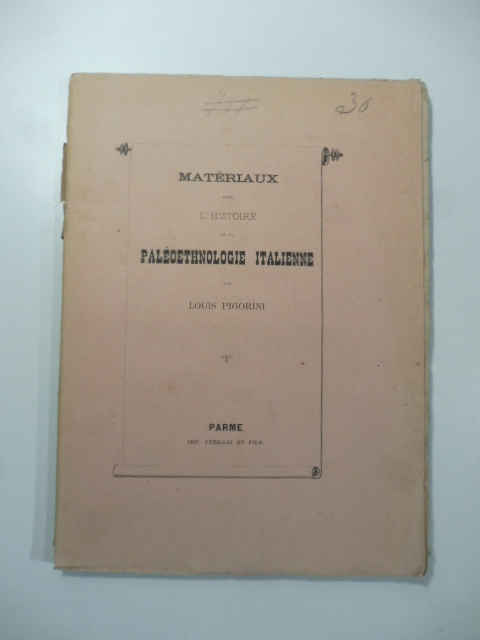 30
MATÉRIAUX
POUR
L'HISTOIRE
DE LA
PALÉOETHNOLOGIE ITALIENNE
PAR
LOUIS PIGORINI
PARME
IMP. FERRARI ET FILS